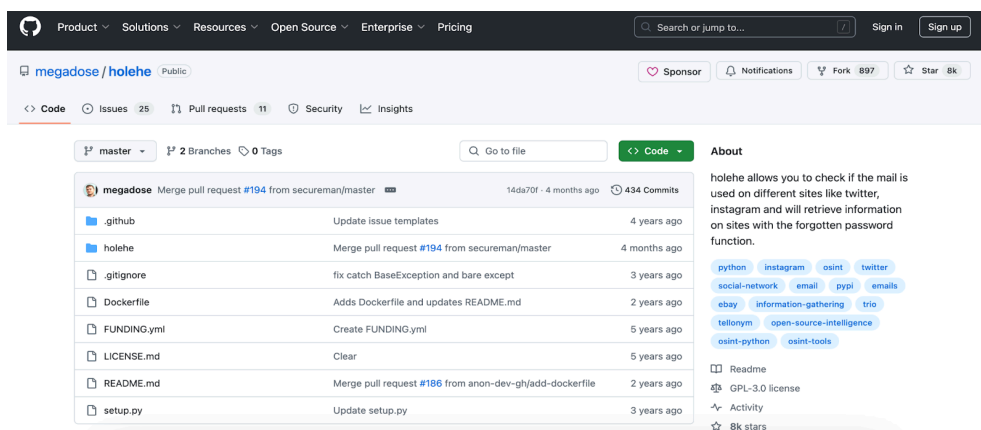 Product Solutions Resources Open Source Enterprise Pricing Search or jump to... / Sign in Sign up
megadose / holehe Public Sponsor Notifications Fork 897 Star 8k
Code Issues 25 Pull requests 11 Security Insights
master 2 Branches 0 Tags Go to file Code
megadose Merge pull request #194 from secureman/master 14da70f · 4 months ago 434 Commits
.github Update issue templates 4 years ago
holehe Merge pull request #194 from secureman/master 4 months ago
.gitignore fix catch BaseException and bare except 3 years ago
Dockerfile Adds Dockerfile and updates README.md 2 years ago
FUNDING.yml Create FUNDING.yml 5 years ago
LICENSE.md Clear 5 years ago
README.md Merge pull request #186 from anon-dev-gh/add-dockerfile 2 years ago
setup.py Update setup.py 3 years ago
About
holehe allows you to check if the mail is
used on different sites like twitter,
instagram and will retrieve information
on sites with the forgotten password
function.
python instagram osint twitter
social-network email pypi emails
ebay information-gathering trio
tellonym open-source-intelligence
osint-python osint-tools
Readme
GPL-3.0 license
Activity
8k stars